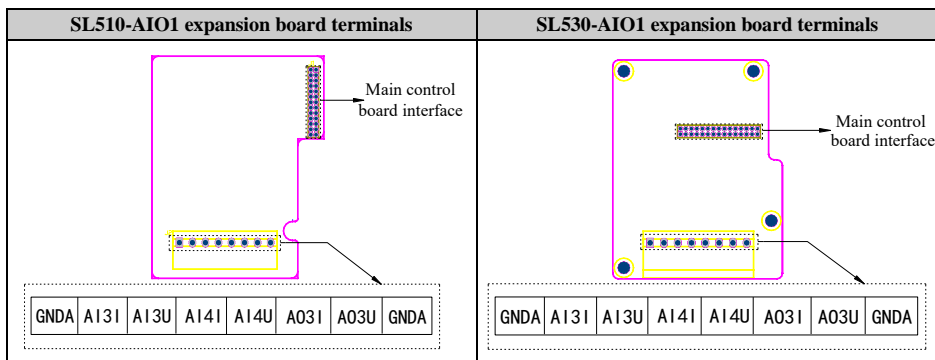 SL510-AIO1 expansion board terminals
SL530-AIO1 expansion board terminals
Main control
board interface
Main control
board interface
GNDA AI3I AI3U AI4I AI4U AO3I AO3U GNDA
GNDA AI3I AI3U AI4I AI4U AO3I AO3U GNDA